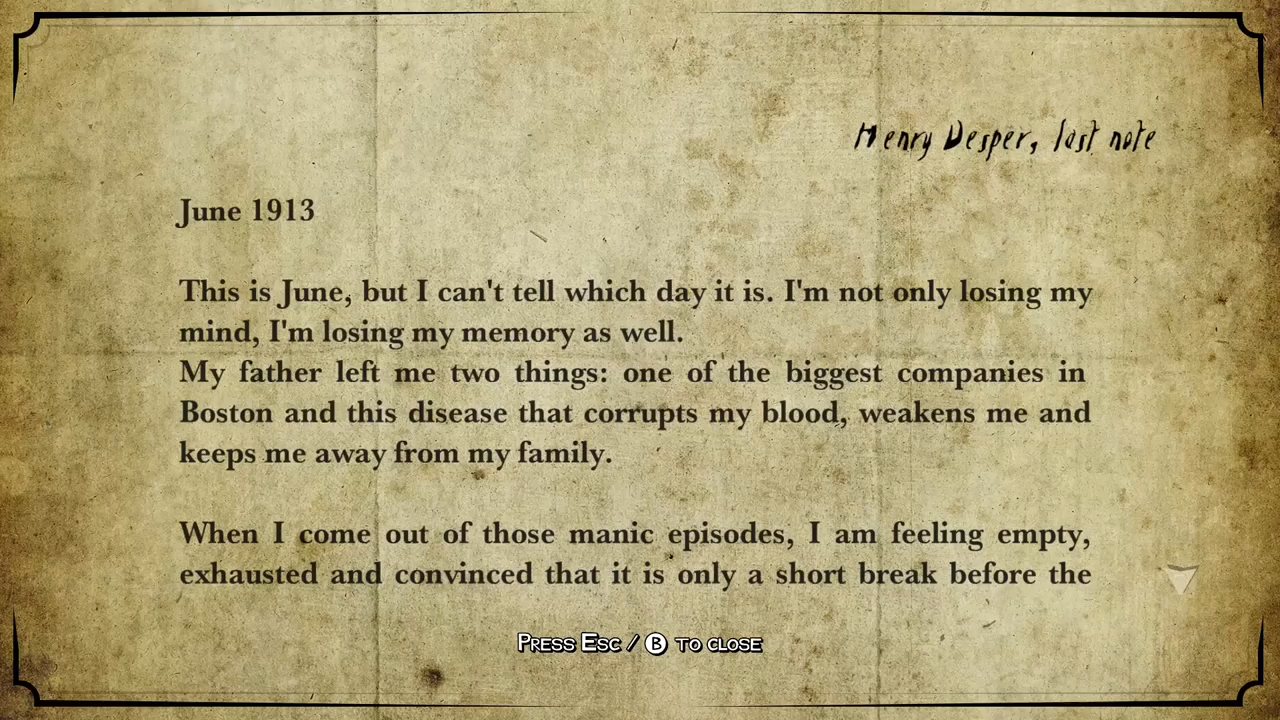 Henry Desper, last note
June 1913
This is June, but I can't tell which day it is. I'm not only losing my
mind, I'm losing my memory as well.
My father left me two things: one of the biggest companies in
Boston and this disease that corrupts my blood, weakens me and
keeps me away from my family.
When I come out of those manic episodes, I am feeling empty,
exhausted and convinced that it is only a short break before the
Press Esc / B to close